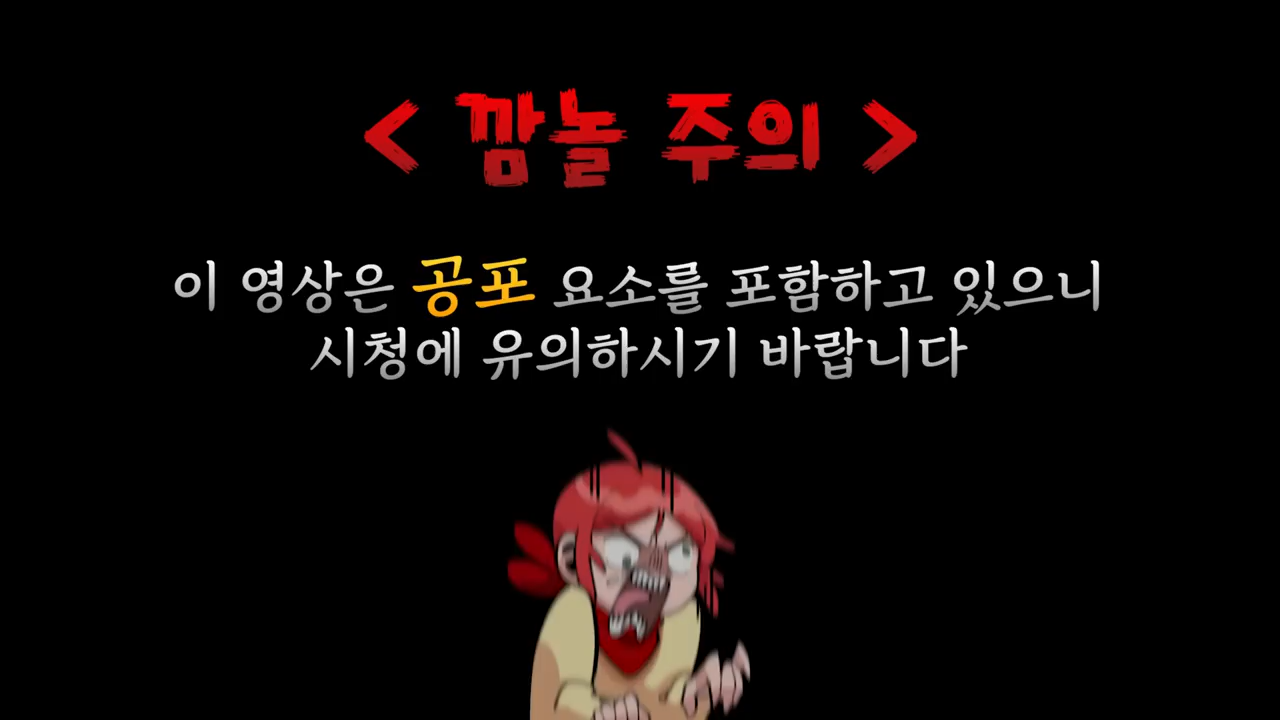 < 깜놀 주의 >
이 영상은 공포 요소를 포함하고 있으니
시청에 유의하시기 바랍니다